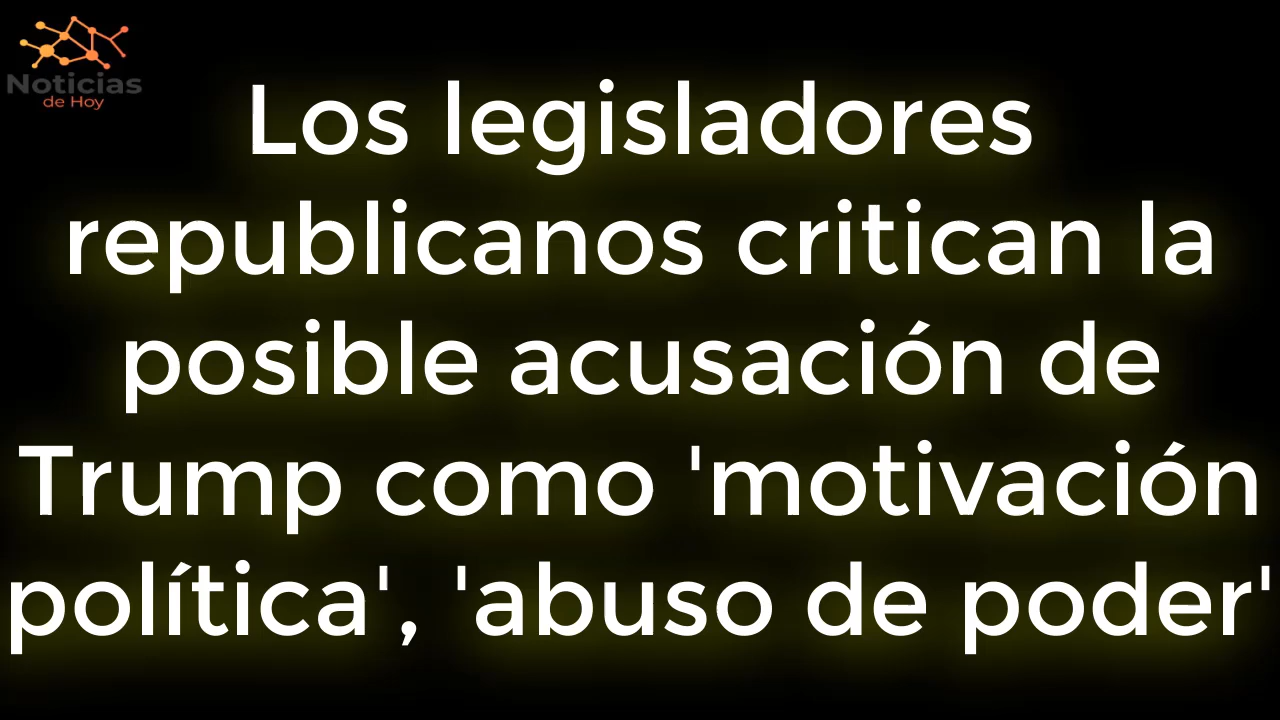 Noticias
de Hoy
Los legisladores
republicanos critican la
posible acusación de
Trump como 'motivación
política', 'abuso de poder'